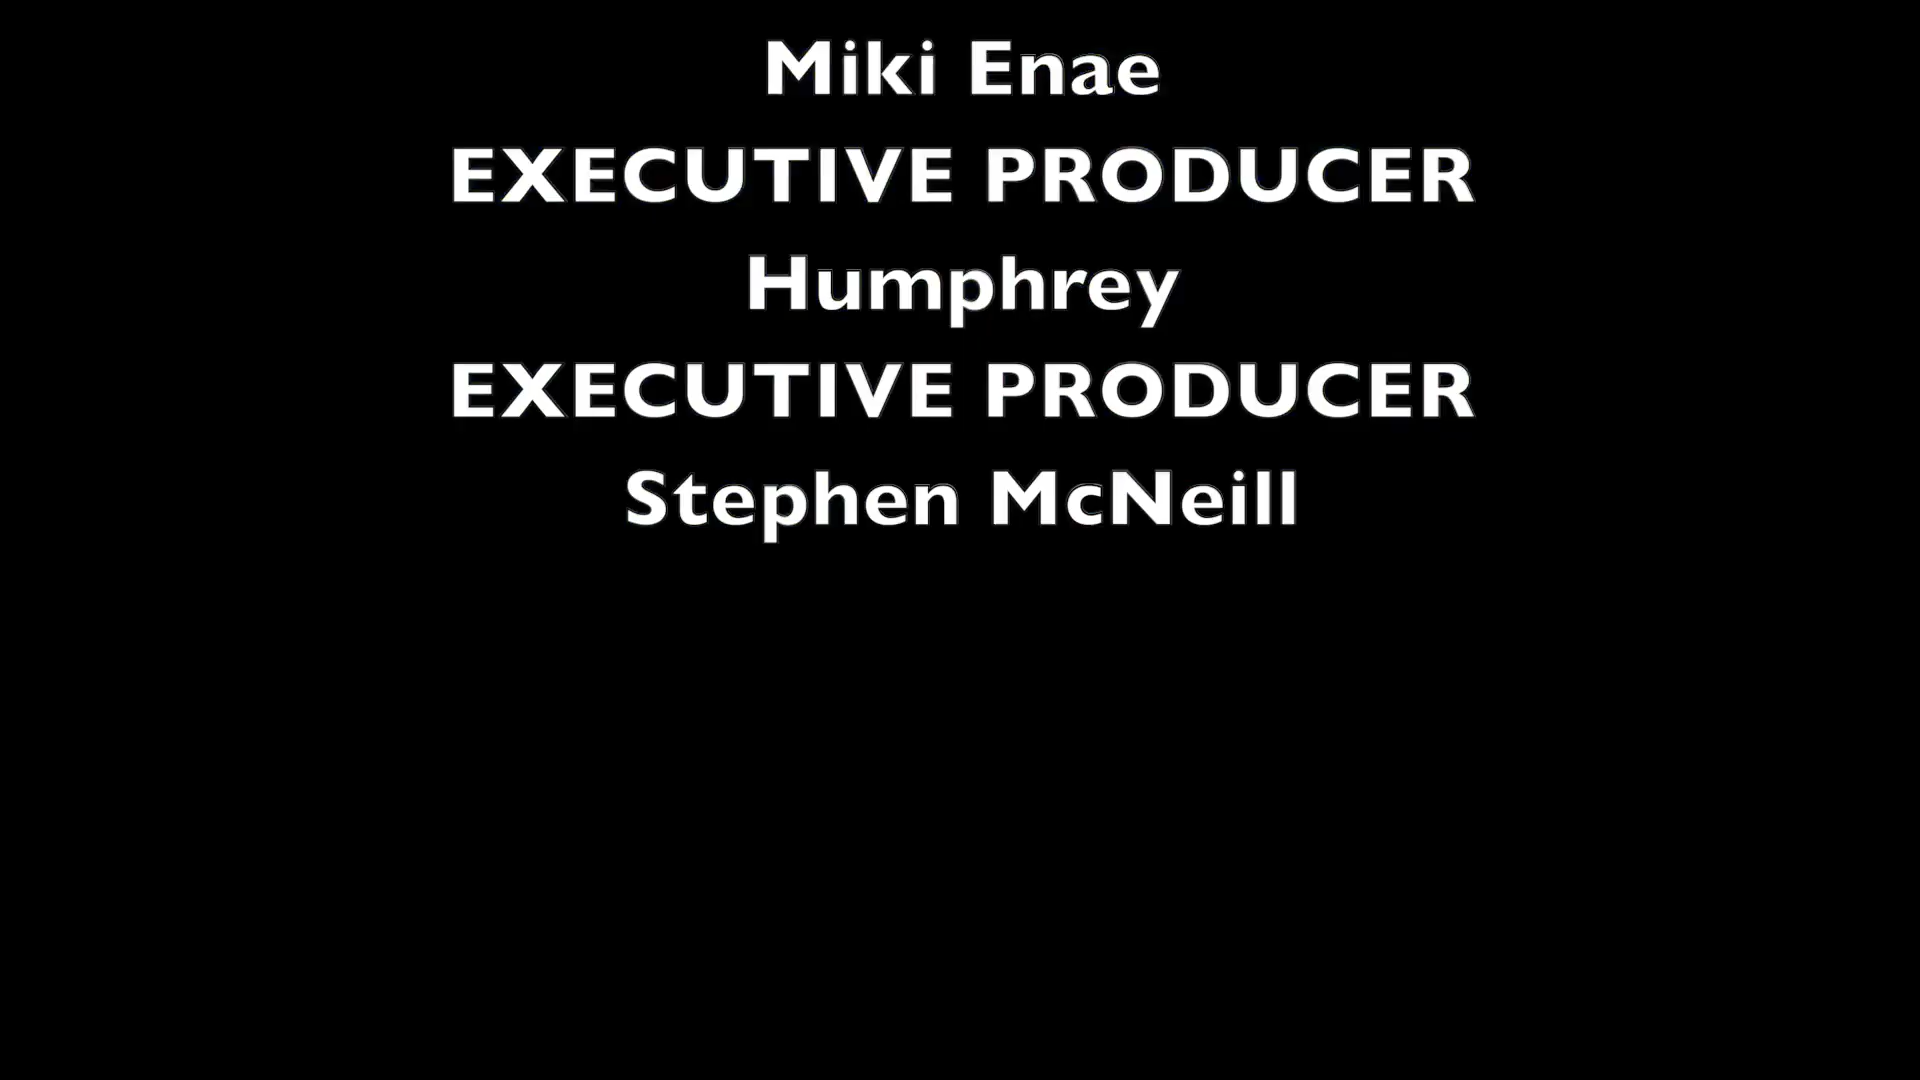 Miki Enae
EXECUTIVE PRODUCER
Humphrey
EXECUTIVE PRODUCER
Stephen McNeill